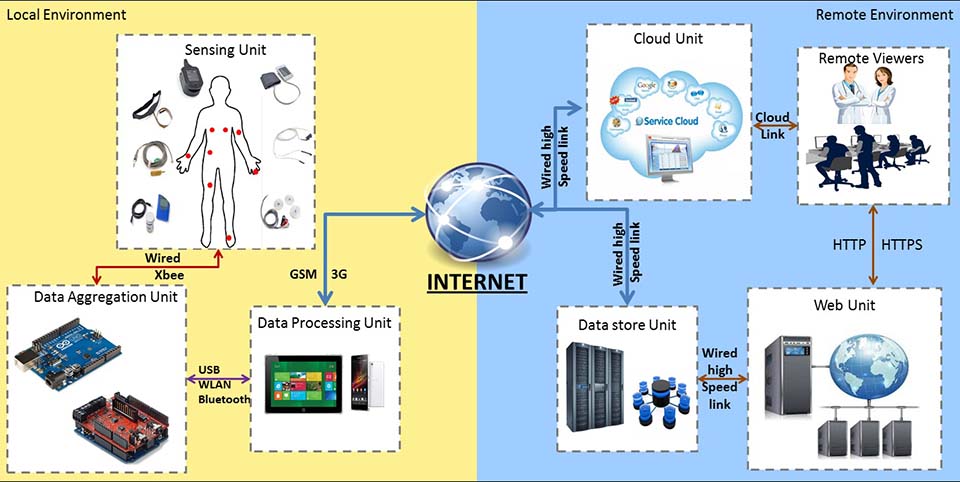 Local Environment
Remote Environment
Sensing Unit
Cloud Unit
Remote Viewers
Google
Service Cloud
Cloud
Link
Wired high
Speed link
Wired
Xbee
GSM 3G
INTERNET
Wired high
Speed link
HTTP HTTPS
Data Aggregation Unit
Data Processing Unit
Data store Unit
Web Unit
USB
WLAN
Bluetooth
Wired
high
Speed
link